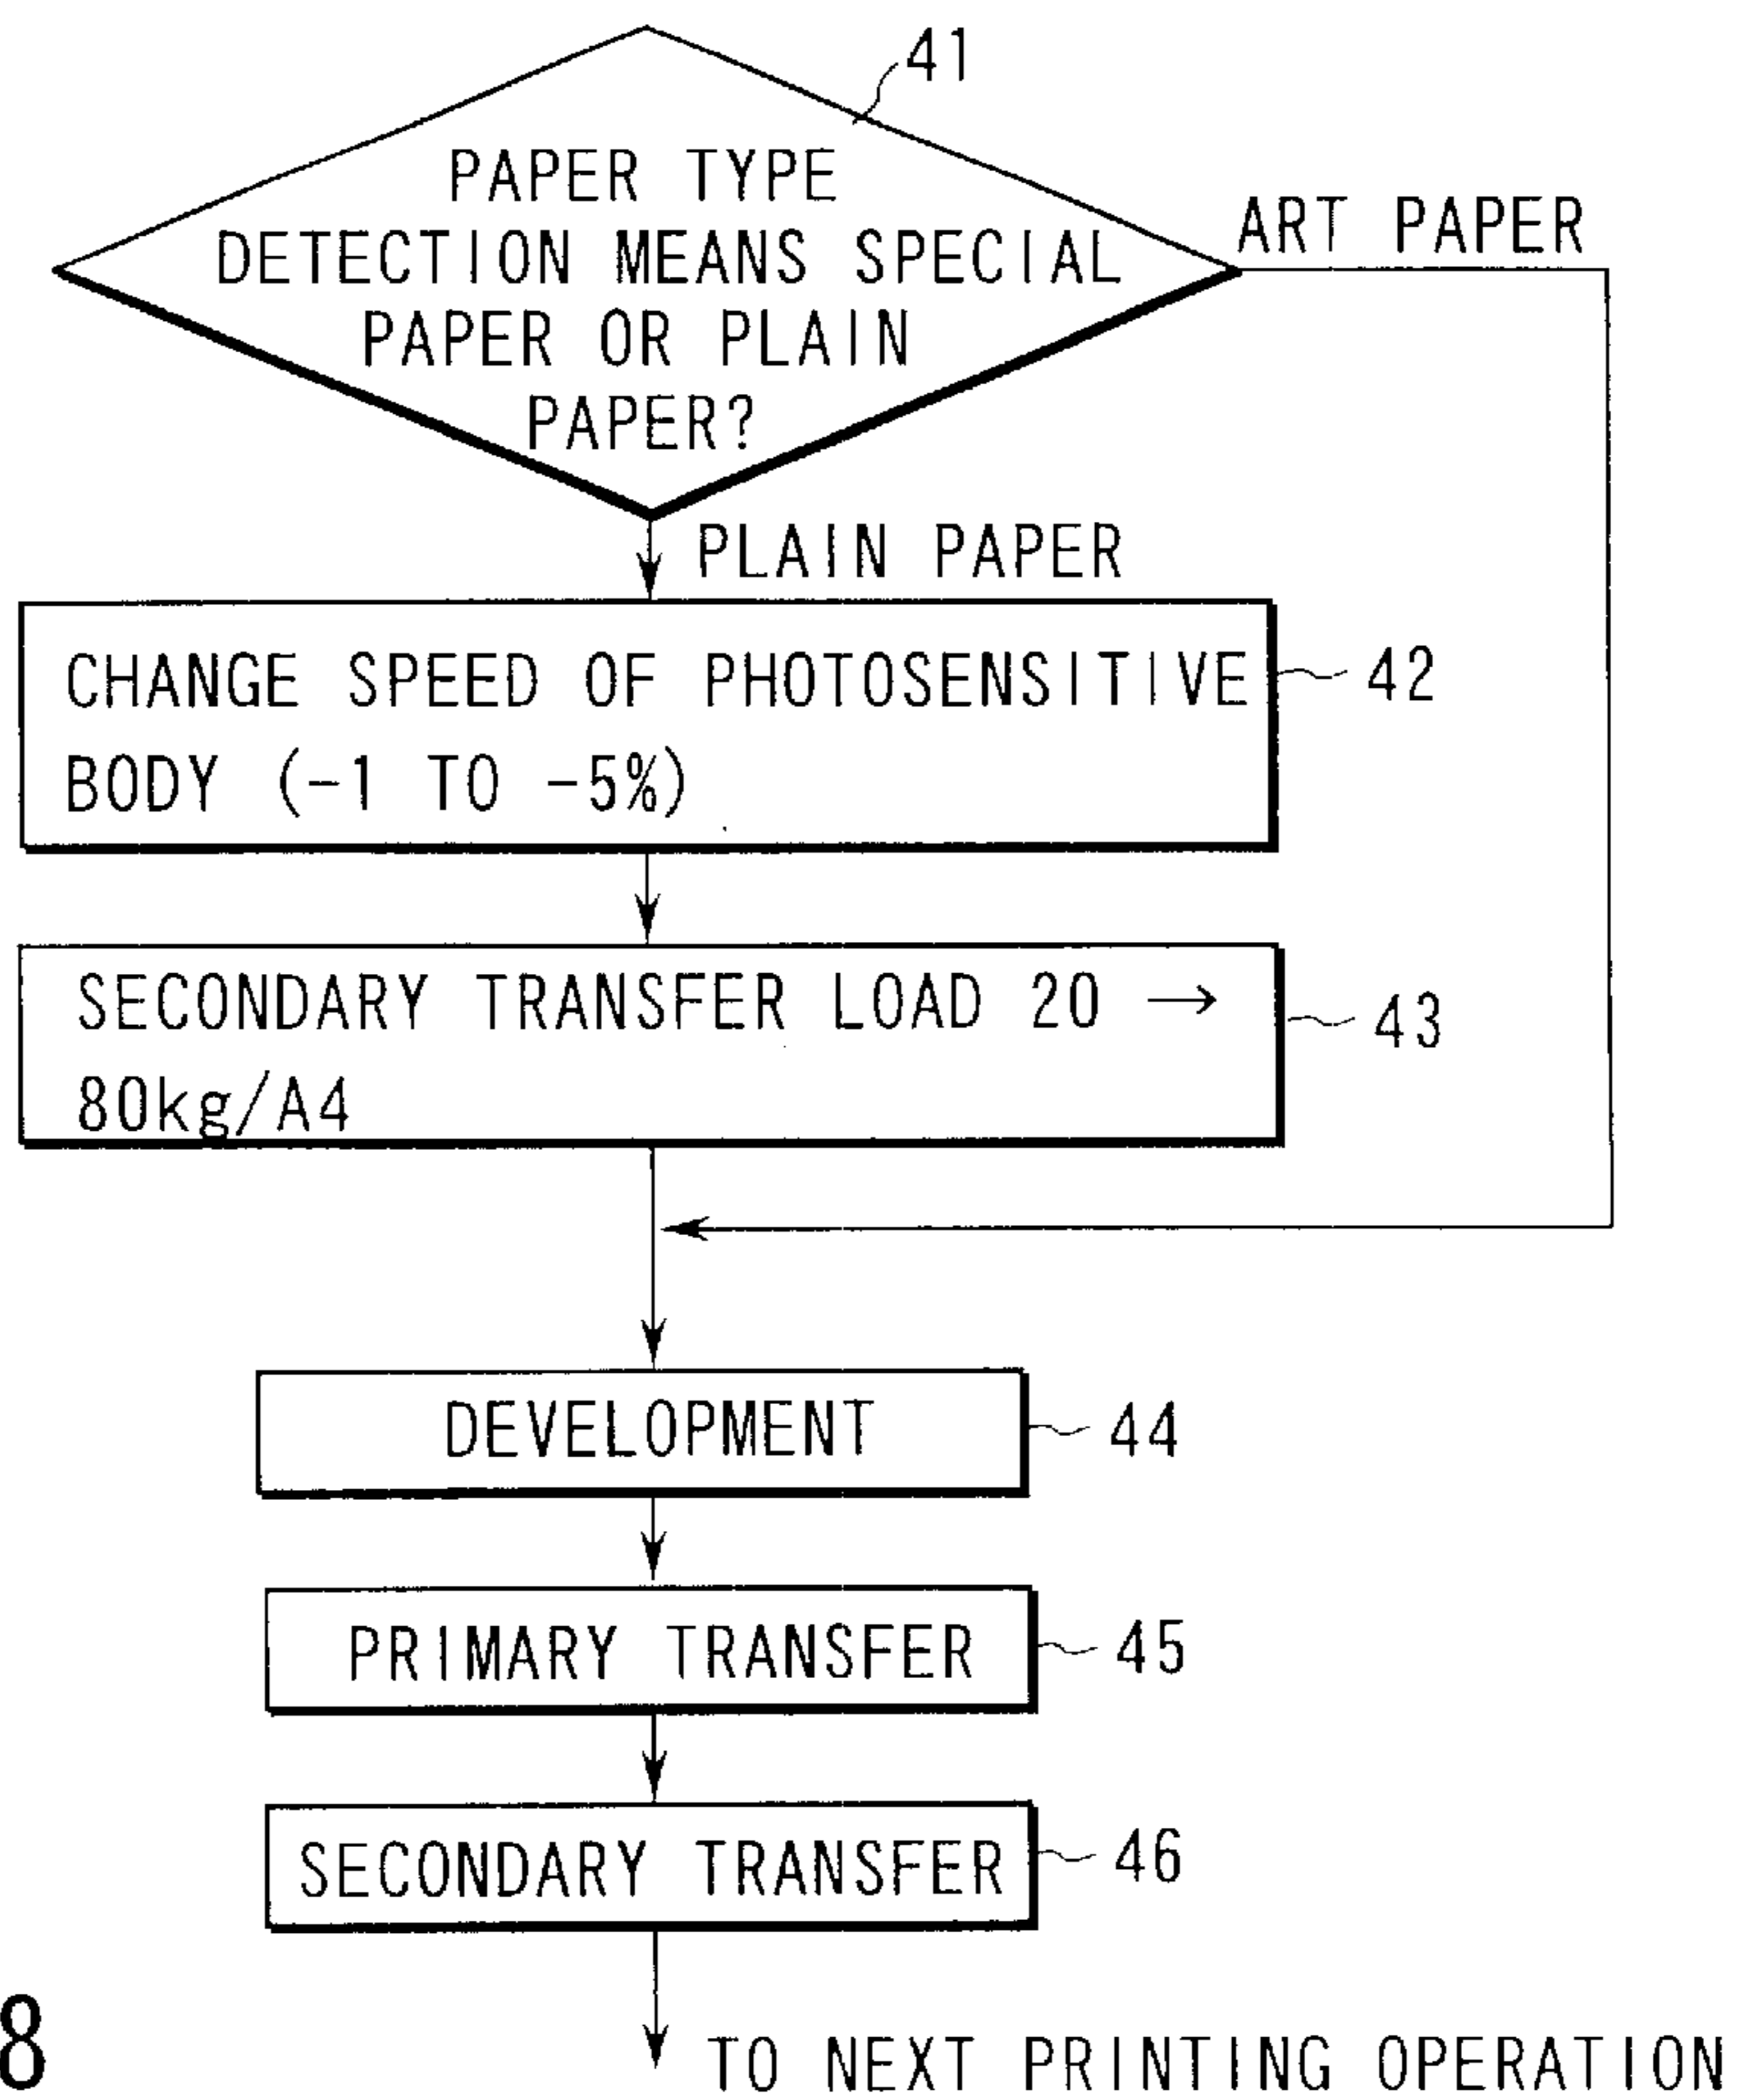 41
PAPER TYPE
DETECTION MEANS SPECIAL
PAPER OR PLAIN
PAPER?
ART PAPER
PLAIN PAPER
CHANGE SPEED OF PHOTOSENSITIVE
BODY (-1 TO -5%)
42
SECONDARY TRANSFER LOAD 20 →
80kg/A4
43
DEVELOPMENT
44
PRIMARY TRANSFER
45
SECONDARY TRANSFER
46
8
TO NEXT PRINTING OPERATION